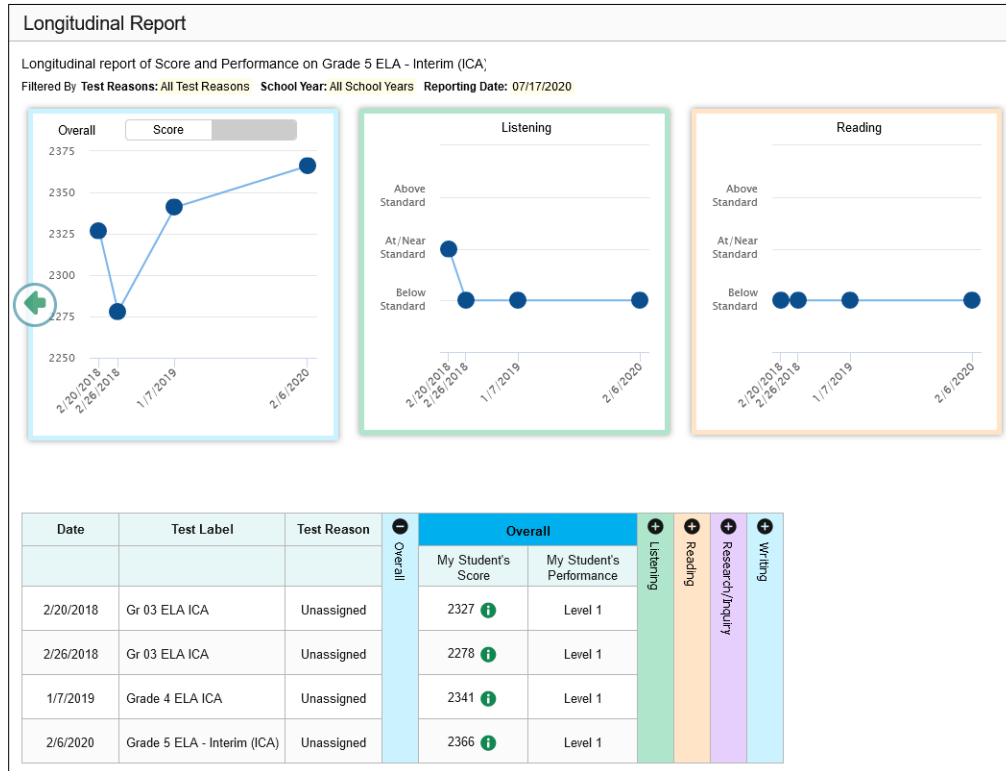 Longitudinal Report
Longitudinal report of Score and Performance on Grade 5 ELA - Interim (ICA)
Filtered By Test Reasons: All Test Reasons School Year: All School Years Reporting Date: 07/17/2020
Overall Score
2375
2350
2325
2300
2275
2250
2/20/2018
2/26/2018
1/7/2019
2/6/2020
Listening
Above
Standard
At/Near
Standard
Below
Standard
2/20/2018
2/26/2018
1/7/2019
2/6/2020
Reading
Above
Standard
At/Near
Standard
Below
Standard
2/20/2018
2/26/2018
1/7/2019
2/6/2020
Date Test Label Test Reason Overall Overall Listening Reading Research/Inquiry Writing
My Student's
Score
My Student's
Performance
2/20/2018 Gr 03 ELA ICA Unassigned 2327 Level 1
2/26/2018 Gr 03 ELA ICA Unassigned 2278 Level 1
1/7/2019 Grade 4 ELA ICA Unassigned 2341 Level 1
2/6/2020 Grade 5 ELA - Interim (ICA) Unassigned 2366 Level 1